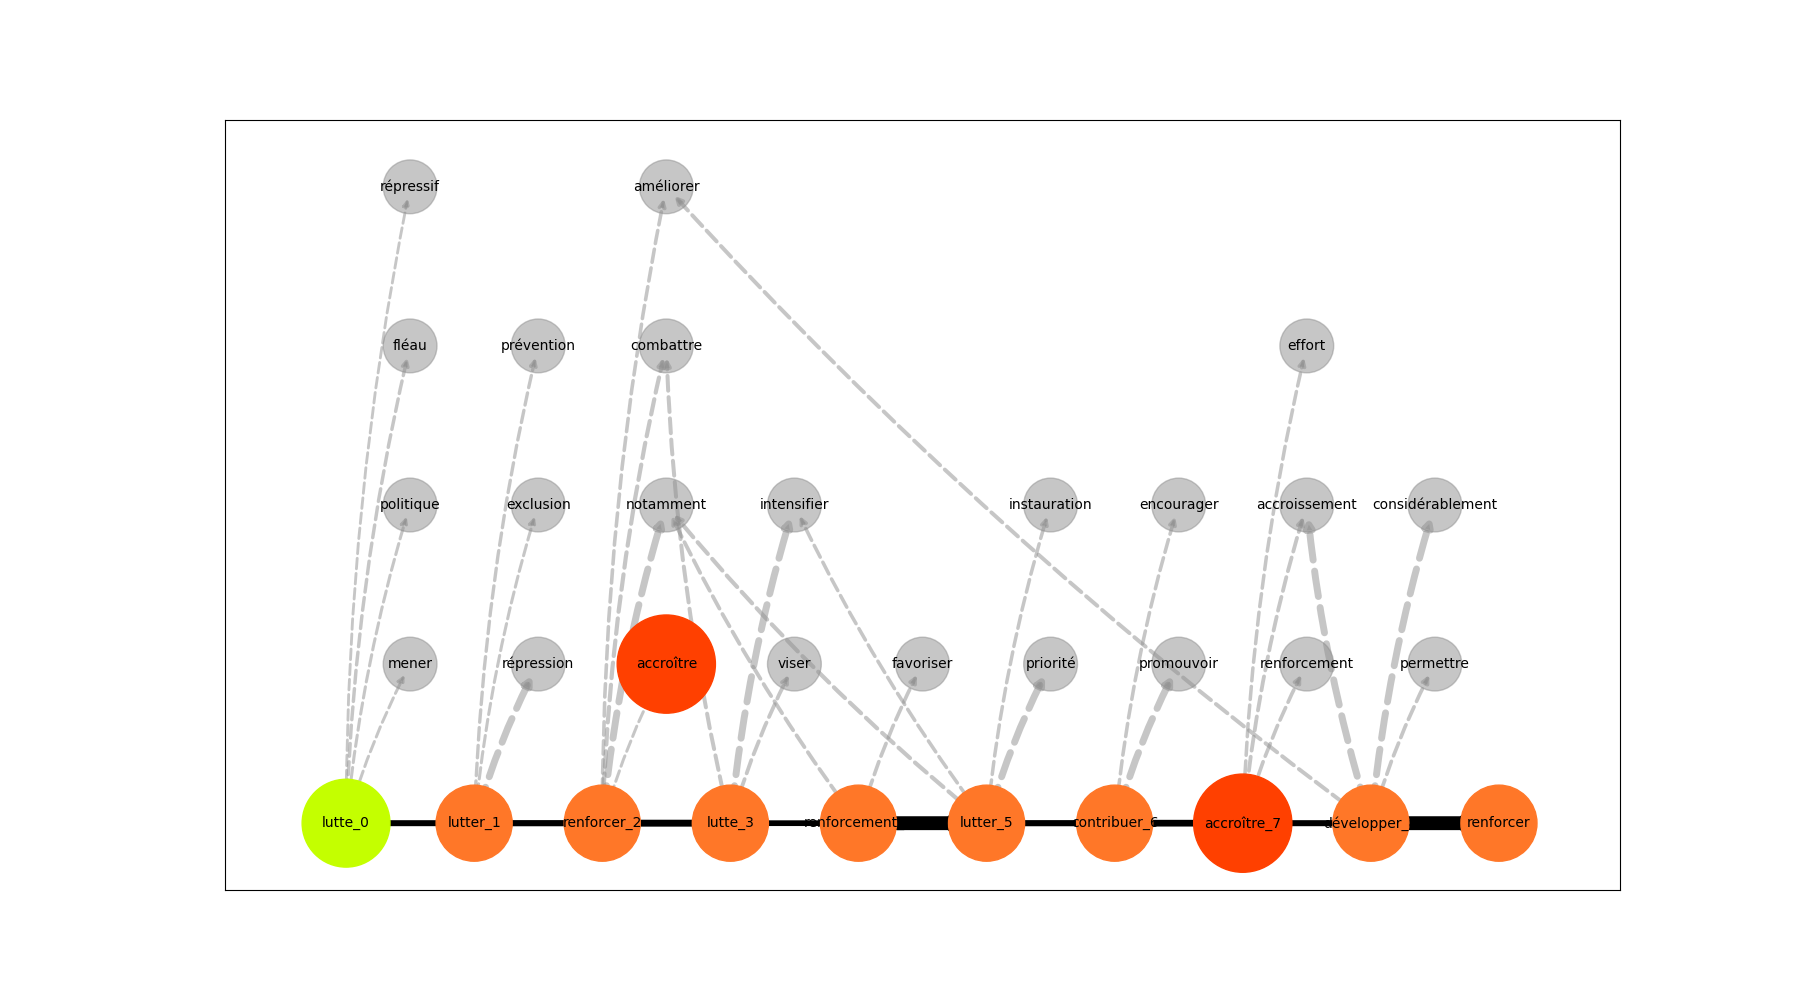 répressif améliorer
fléau prévention combattre effort
politique exclusion notamment intensifier instauration encourager accroissement considérablement
mener répression accroître viser favoriser priorité promouvoir renforcement permettre
lutte_0 lutter_1 renforcer_2 lutte_3 renforcement lutter_5 contribuer_6 accroître_7 développer_ renforcer